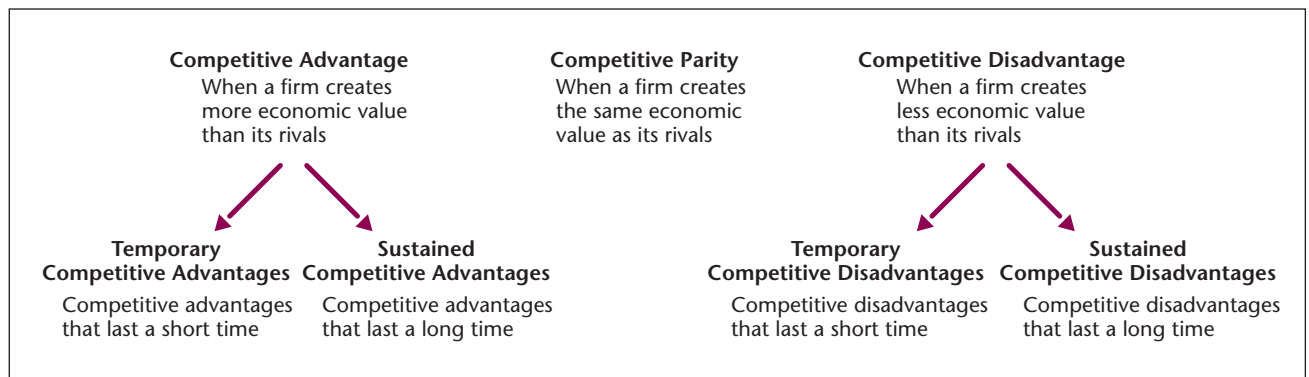 Competitive Advantage
When a firm creates
more economic value
than its rivals
Competitive Parity
When a firm creates
the same economic
value as its rivals
Competitive Disadvantage
When a firm creates
less economic value
than its rivals
Temporary
Competitive Advantages
Competitive advantages
that last a short time
Sustained
Competitive Advantages
Competitive advantages
that last a long time
Temporary
Competitive Disadvantages
Competitive disadvantages
that last a short time
Sustained
Competitive Disadvantages
Competitive disadvantages
that last a long time